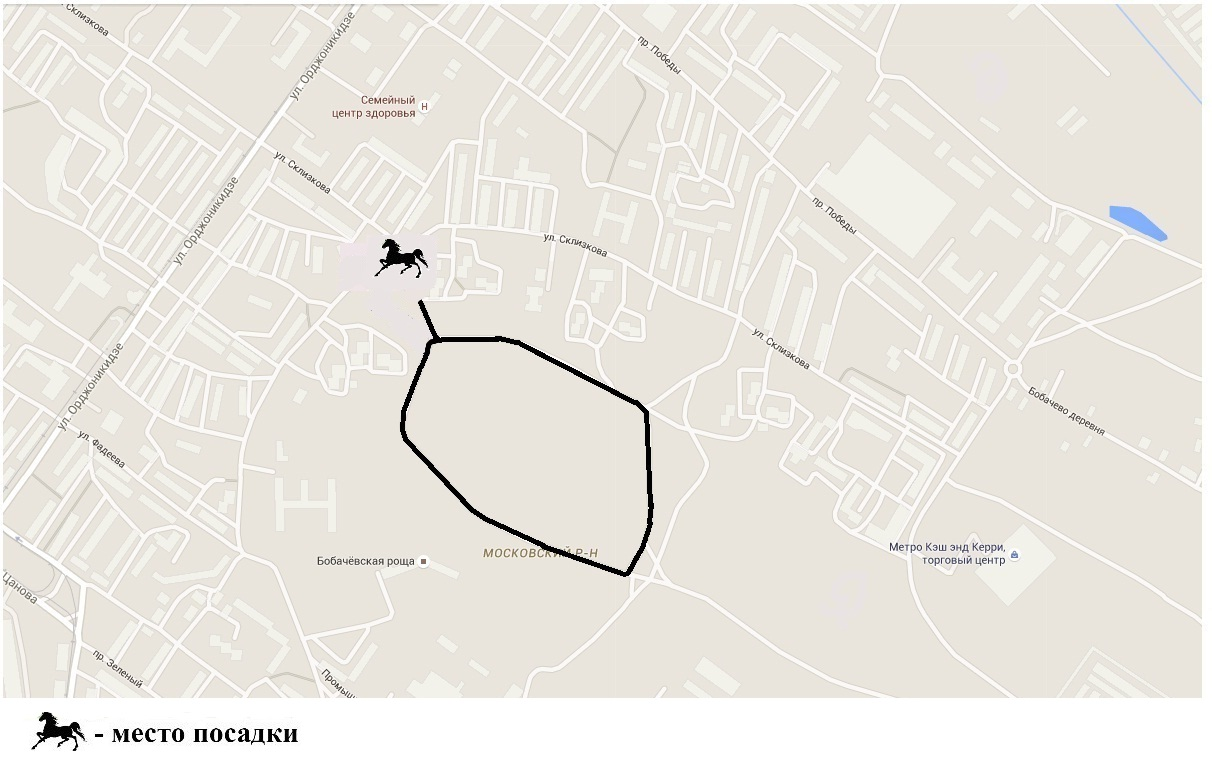 Склизкова
ул. Орджоникидзе
пр. Победы
Семейный
центр здоровья
H
ул. Склизкова
ул. Орджоникидзе
пр. Победы
ул. Склизкова
ул. Склизкова
ул. Орджоникидзе
Бобачево деревня
ул. Фадеева
МОСКОВСКИЙ Р-Н
Метро Кэш энд Керри,
торговый центр
Бобачёвская роща
Цанова
пр. Зеленый
Промыш
- место посадки